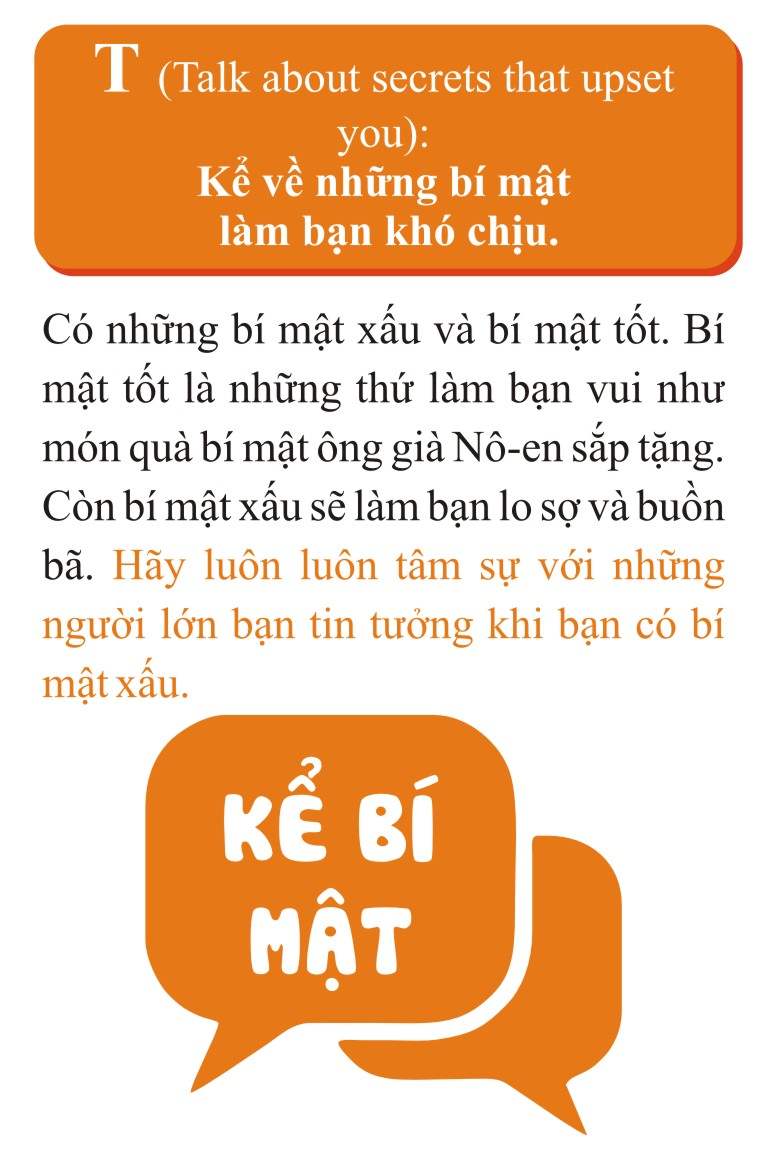 T (Talk about secrets that upset
you):
Kể về những bí mật
làm bạn khó chịu.
Có những bí mật xấu và bí mật tốt. Bí
mật tốt là những thứ làm bạn vui như
món quà bí mật ông già Nô-en sắp tặng.
Còn bí mật xấu sẽ làm bạn lo sợ và buồn
bã. Hãy luôn luôn tâm sự với những
người lớn bạn tin tưởng khi bạn có bí
mật xấu.
KỂ BÍ
MẬT